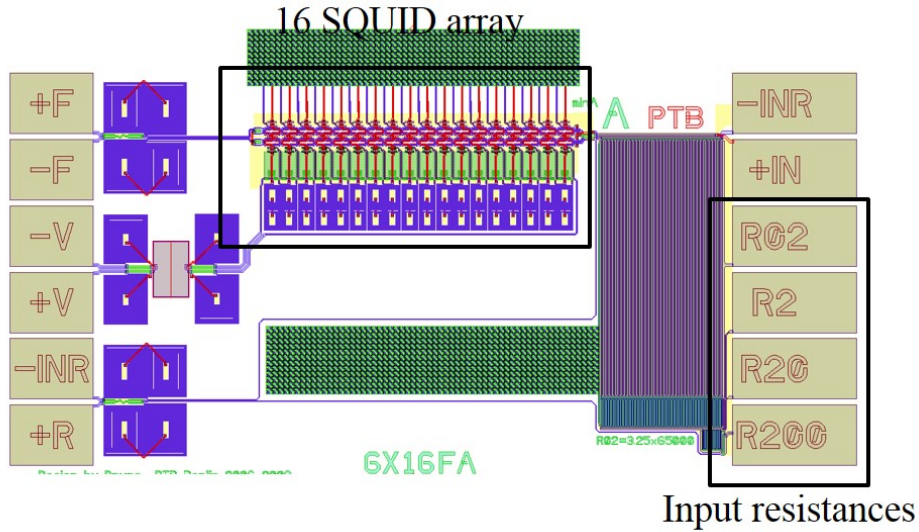 16 SQUID array
+F
-F
-V
+V
-INR
+R
A
PTB
-INR
+IN
R02
R2
R20
R200
R02=3.25x65000
6X16FA
Input resistances